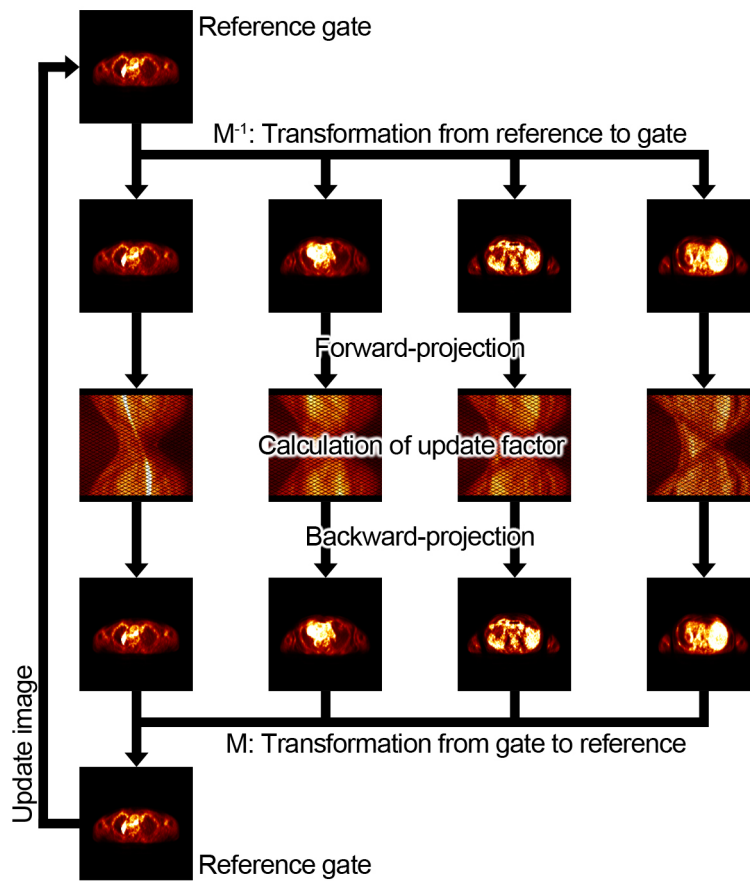 Reference gate
M⁻¹: Transformation from reference to gate
Forward-projection
Calculation of update factor
Backward-projection
M: Transformation from gate to reference
Update image
Reference gate